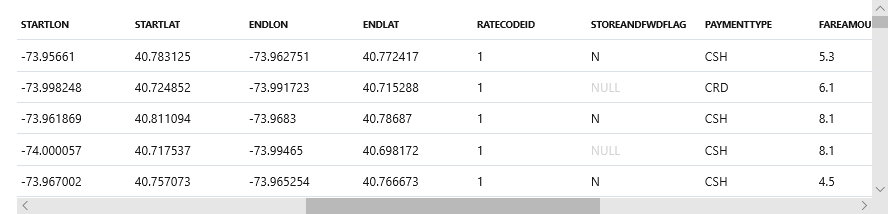 STARTLON STARTLAT ENDLON ENDLAT RATECODEID STOREANDFWDFLAG PAYMENTTYPE FAREAMOU
-73.95661 40.783125 -73.962751 40.772417 1 N CSH 5.3
-73.998248 40.724852 -73.991723 40.715288 1 NULL CRD 6.1
-73.961869 40.811094 -73.9683 40.78687 1 N CSH 8.1
-74.000057 40.717537 -73.99465 40.698172 1 NULL CSH 8.1
-73.967002 40.757073 -73.965254 40.766673 1 N CSH 4.5